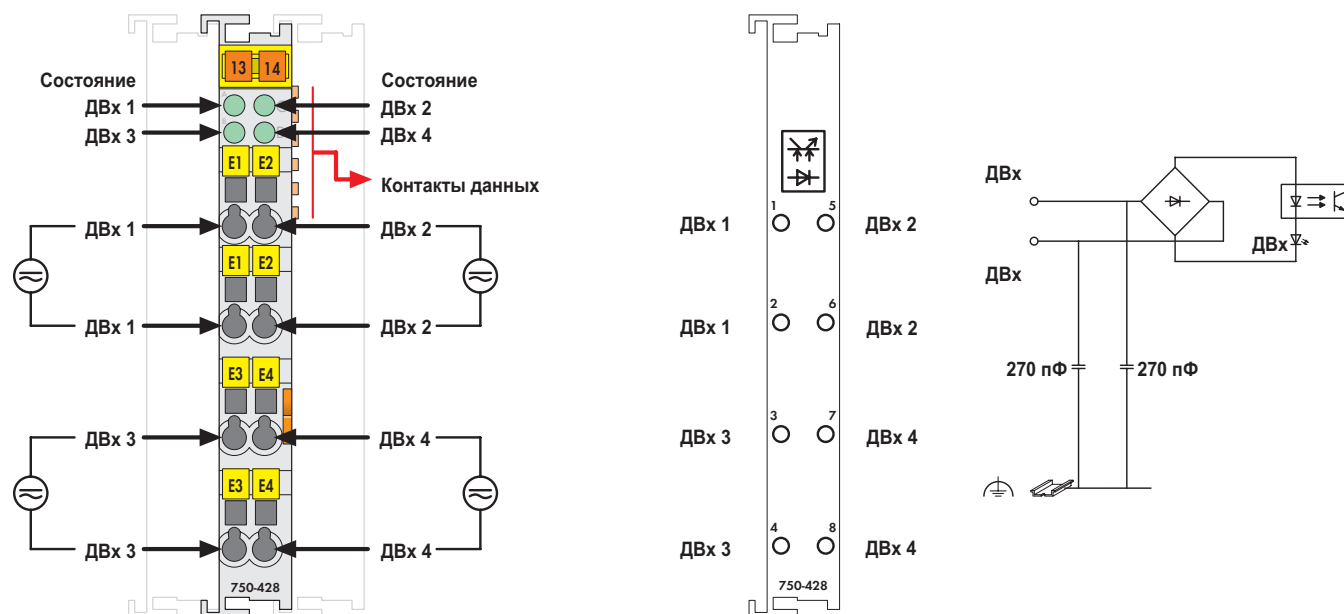 13 14
Состояние
ДВх 1
ДВх 3
Состояние
ДВх 2
ДВх 4
E1 E2
Контакты данных
ДВх 1
ДВх 2
E1 E2
ДВх 1
ДВх 2
E3 E4
ДВх 3
ДВх 4
E3 E4
ДВх 3
ДВх 4
750-428
ДВх 1
1
5
ДВх 2
ДВх 1
2
6
ДВх 2
ДВх 3
3
7
ДВх 4
ДВх 3
4
8
ДВх 4
750-428
ДВх
ДВх
ДВх
270 пФ
270 пФ